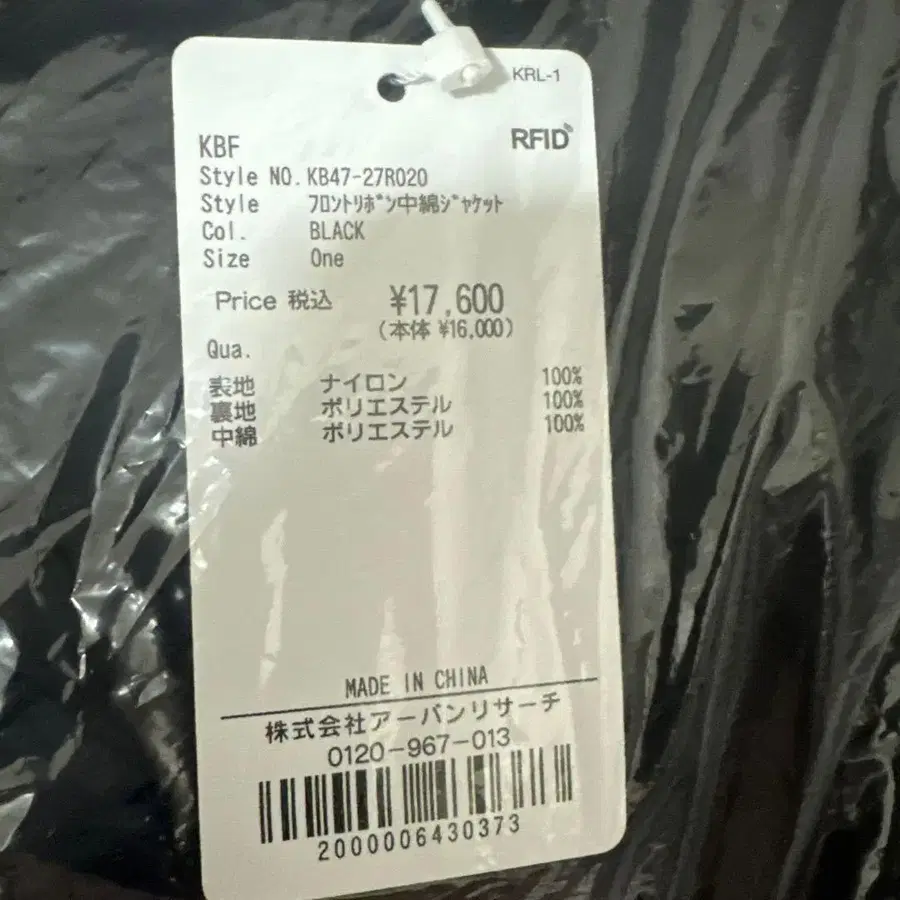 KRL-1
RFID
KBF
Style NO. KB47-27R020
Style フロントリボン中綿ジャケット
Col. BLACK
Size One
Price 税込 ¥17,600
(本体 ¥16,000)
Qua.
表地 ナイロン 100%
裏地 ポリエステル 100%
中綿 ポリエステル 100%
MADE IN CHINA
株式会社アーバンリサーチ
0120-967-013
2000006430373